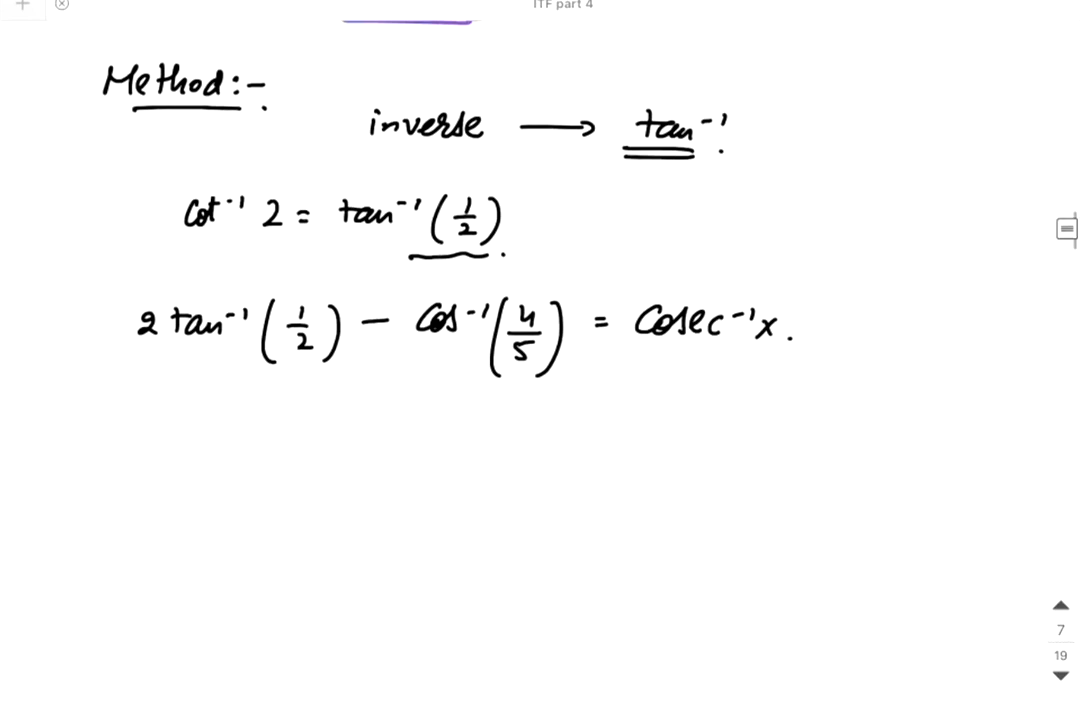 ITF part 4
Method:-
inverse → tan⁻¹.
cot⁻¹ 2 = tan⁻¹(1/2).
2 tan⁻¹(1/2) - cos⁻¹(4/5) = cosec⁻¹x.
7
19